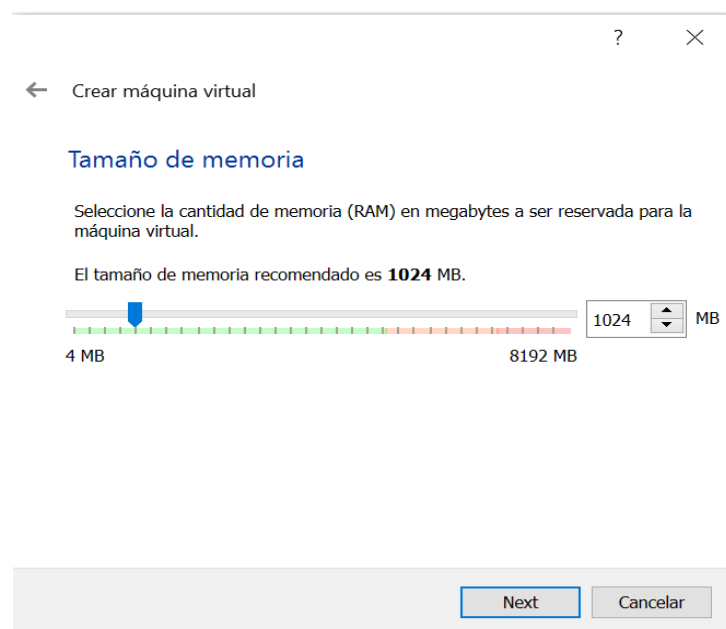 ?
Crear máquina virtual
Tamaño de memoria
Seleccione la cantidad de memoria (RAM) en megabytes a ser reservada para la
máquina virtual.
El tamaño de memoria recomendado es 1024 MB.
1024 MB
4 MB 8192 MB
Next Cancelar